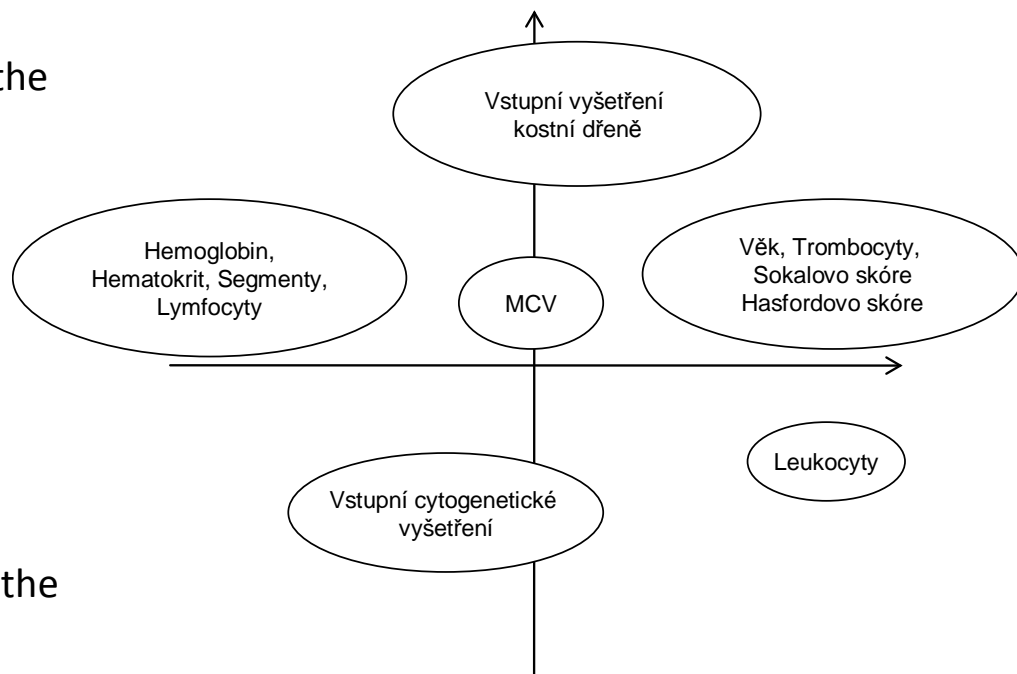 the
Vstupní vyšetření
kostní dřeně
Hemoglobin,
Hematokrit, Segmenty,
Lymfocyty
MCV
Věk, Trombocyty,
Sokalovo skóre
Hasfordovo skóre
Leukocyty
Vstupní cytogenetické
vyšetření
the